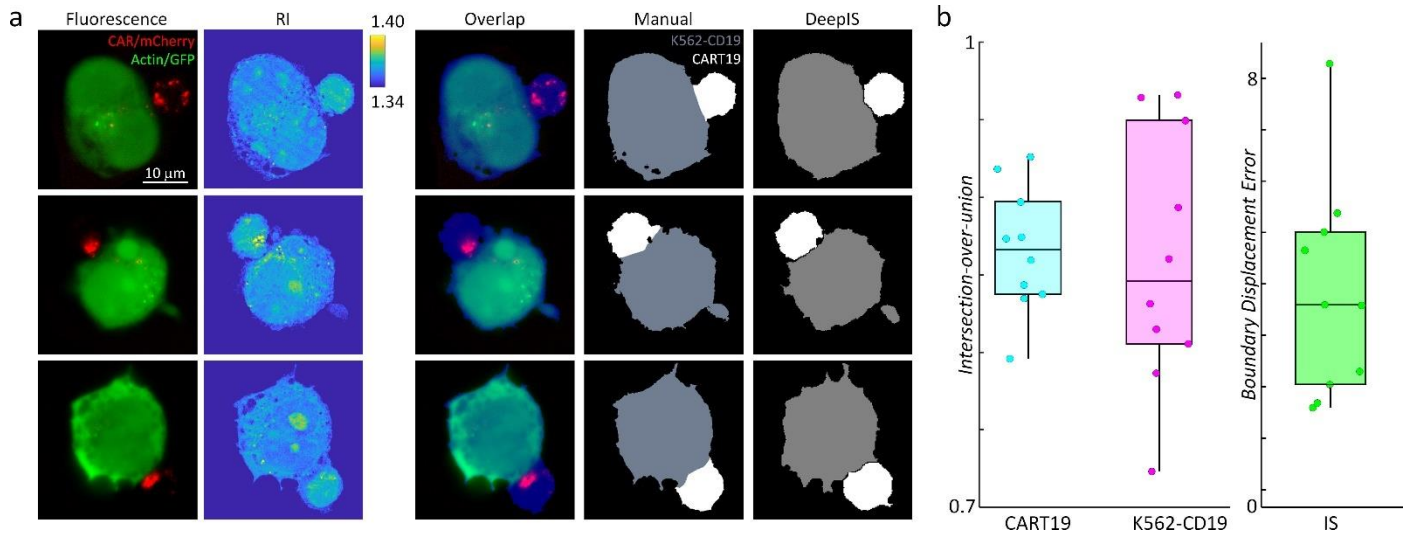 a
Fluorescence
RI
Overlap
Manual
DeepIS
CAR/mCherry
Actin/GFP
10 μm
1.40
1.34
K562-CD19
CART19
b
1
0.7
Intersection-over-union
CART19
K562-CD19
8
0
Boundary Displacement Error
IS